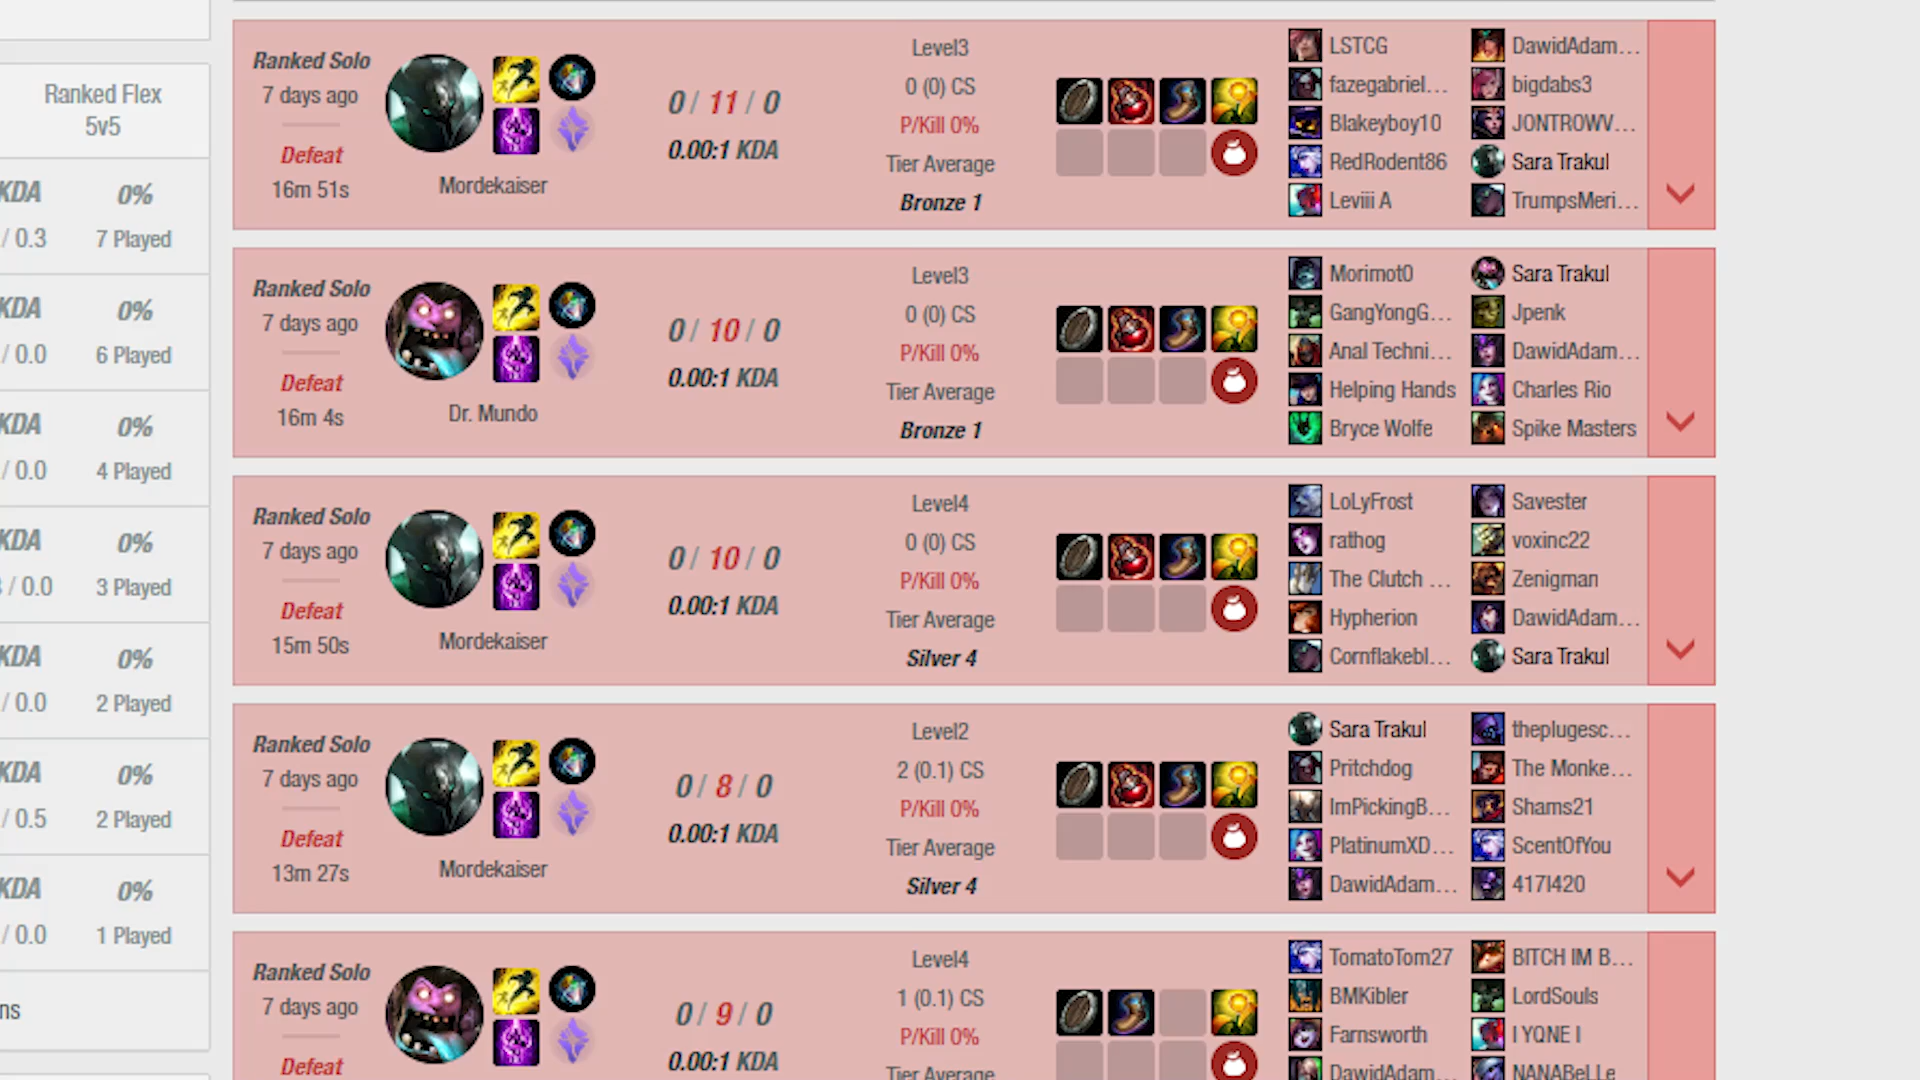 Ranked Flex
5v5
KDA 0%
/ 0.3 7 Played
KDA 0%
/ 0.0 6 Played
KDA 0%
/ 0.0 4 Played
KDA 0%
/ 0.0 3 Played
KDA 0%
/ 0.0 2 Played
KDA 0%
/ 0.5 2 Played
KDA 0%
/ 0.0 1 Played
ns
Ranked Solo
7 days ago
Defeat
16m 51s
Mordekaiser
0 / 11 / 0
0.00:1 KDA
Level3
0 (0) CS
P/Kill 0%
Tier Average
Bronze 1
LSTCG
fazegabriel...
Blakeyboy10
RedRodent86
Leviii A
DawidAdam...
bigdabs3
JONTROWV...
Sara Trakul
TrumpsMeri...
Ranked Solo
7 days ago
Defeat
16m 4s
Dr. Mundo
0 / 10 / 0
0.00:1 KDA
Level3
0 (0) CS
P/Kill 0%
Tier Average
Bronze 1
Morimot0
GangYongG...
Anal Techni...
Helping Hands
Bryce Wolfe
Sara Trakul
Jpenk
DawidAdam...
Charles Rio
Spike Masters
Ranked Solo
7 days ago
Defeat
15m 50s
Mordekaiser
0 / 10 / 0
0.00:1 KDA
Level4
0 (0) CS
P/Kill 0%
Tier Average
Silver 4
LoLyFrost
rathog
The Clutch ...
Hypherion
Cornflakebl...
Savester
voxinc22
Zenigman
DawidAdam...
Sara Trakul
Ranked Solo
7 days ago
Defeat
13m 27s
Mordekaiser
0 / 8 / 0
0.00:1 KDA
Level2
2 (0.1) CS
P/Kill 0%
Tier Average
Silver 4
Sara Trakul
Pritchdog
ImPickingB...
PlatinumXD...
DawidAdam...
theplugesc...
The Monke...
Shams21
ScentOfYou
417I420
Ranked Solo
7 days ago
Defeat
0 / 9 / 0
0.00:1 KDA
Level4
1 (0.1) CS
P/Kill 0%
Tier Average
TomatoTom27
BMKibler
Farnsworth
DawidAdam...
BITCH IM B...
LordSouls
I YQNE I
NANABeLLe